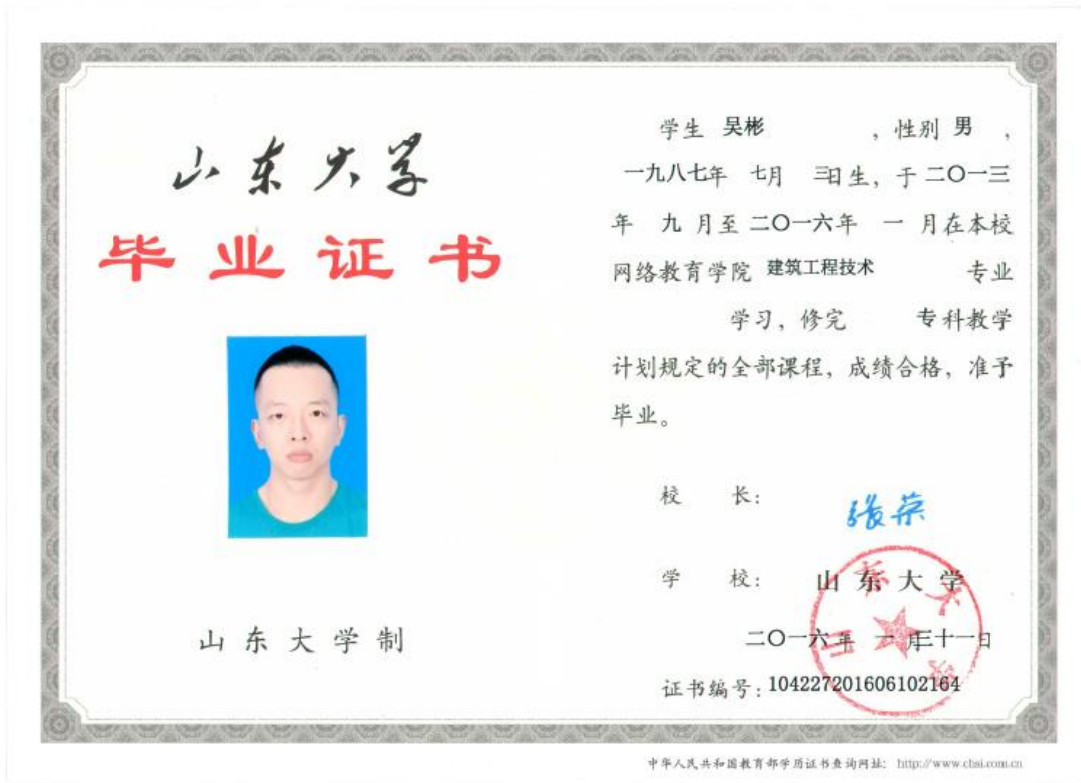 山东大学
毕业证书
山东大学制
学生 吴彬 ，性别 男 ，
一九八七年 七月 三日生，于二〇一三
年 九 月至二〇一六年 一 月在本校
网络教育学院 建筑工程技术 专业
学习，修完 专科教学
计划规定的全部课程，成绩合格，准予
毕业。
校 长：
张荣
学 校： 山东大学
山东大学
二〇一六年 一月三十一日
证书编号：104227201606102164
中华人民共和国教育部学历证书查询网址： http://www.chsi.com.cn